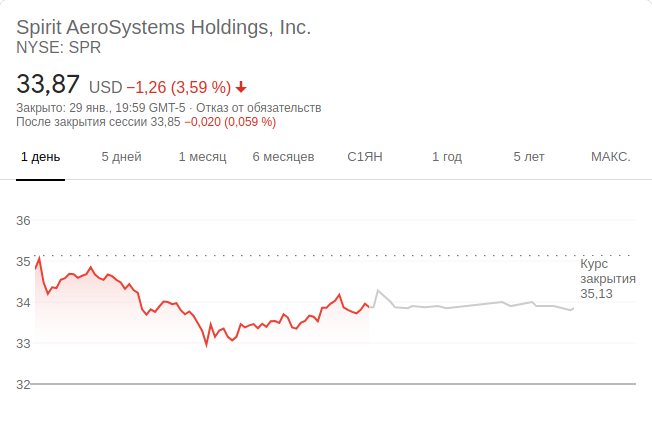 Spirit AeroSystems Holdings, Inc.
NYSE: SPR
33,87 USD −1,26 (3,59 %)
Закрыто: 29 янв., 19:59 GMT-5 · Отказ от обязательств
После закрытия сессии 33,85 −0,020 (0,059 %)
1 день 5 дней 1 месяц 6 месяцев С1ЯН 1 год 5 лет МАКС.
36
35
34
33
32
Курс
закрытия
35,13